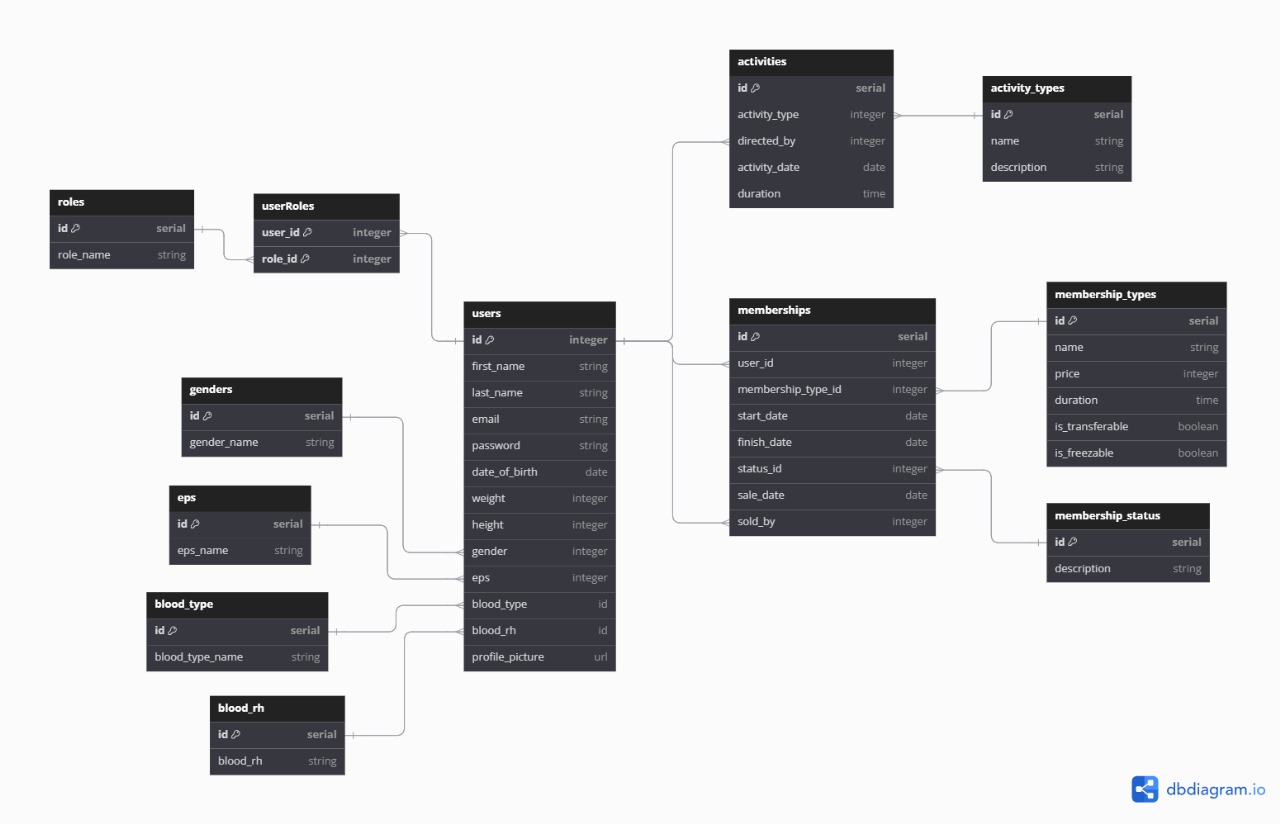 activities
id serial
activity_type integer
directed_by integer
activity_date date
duration time
activity_types
id serial
name string
description string
roles
id serial
role_name string
userRoles
user_id integer
role_id integer
users
id integer
first_name string
last_name string
email string
password string
date_of_birth date
weight integer
height integer
gender integer
eps integer
blood_type id
blood_rh id
profile_picture url
memberships
id serial
user_id integer
membership_type_id integer
start_date date
finish_date date
status_id integer
sale_date date
sold_by integer
membership_types
id serial
name string
price integer
duration time
is_transferable boolean
is_freezable boolean
membership_status
id serial
description string
genders
id serial
gender_name string
eps
id serial
eps_name string
blood_type
id serial
blood_type_name string
blood_rh
id serial
blood_rh string
dbdiagram.io